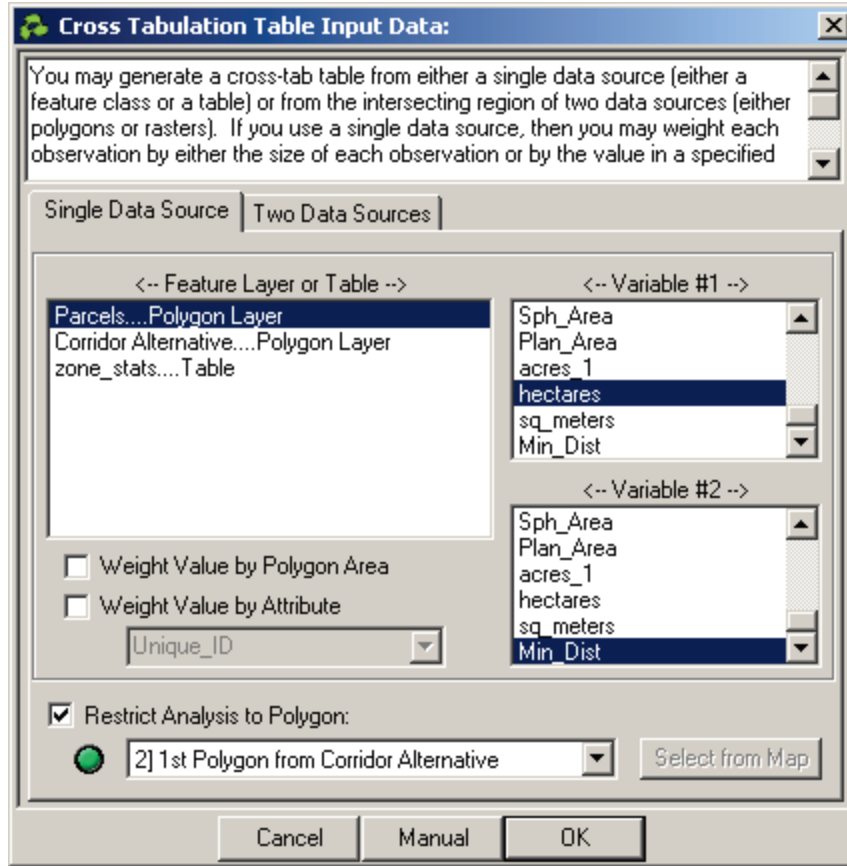 Cross Tabulation Table Input Data:
You may generate a cross-tab table from either a single data source (either a
feature class or a table) or from the intersecting region of two data sources (either
polygons or rasters).  If you use a single data source, then you may weight each
observation by either the size of each observation or by the value in a specified
Single Data Source
Two Data Sources
<-- Feature Layer or Table -->
Parcels....Polygon Layer
Corridor Alternative....Polygon Layer
zone_stats....Table
<-- Variable #1 -->
Sph_Area
Plan_Area
acres_1
hectares
sq_meters
Min_Dist
<-- Variable #2 -->
Sph_Area
Plan_Area
acres_1
hectares
sq_meters
Min_Dist
Weight Value by Polygon Area
Weight Value by Attribute
Unique_ID
Restrict Analysis to Polygon:
2] 1st Polygon from Corridor Alternative
Select from Map
Cancel
Manual
OK